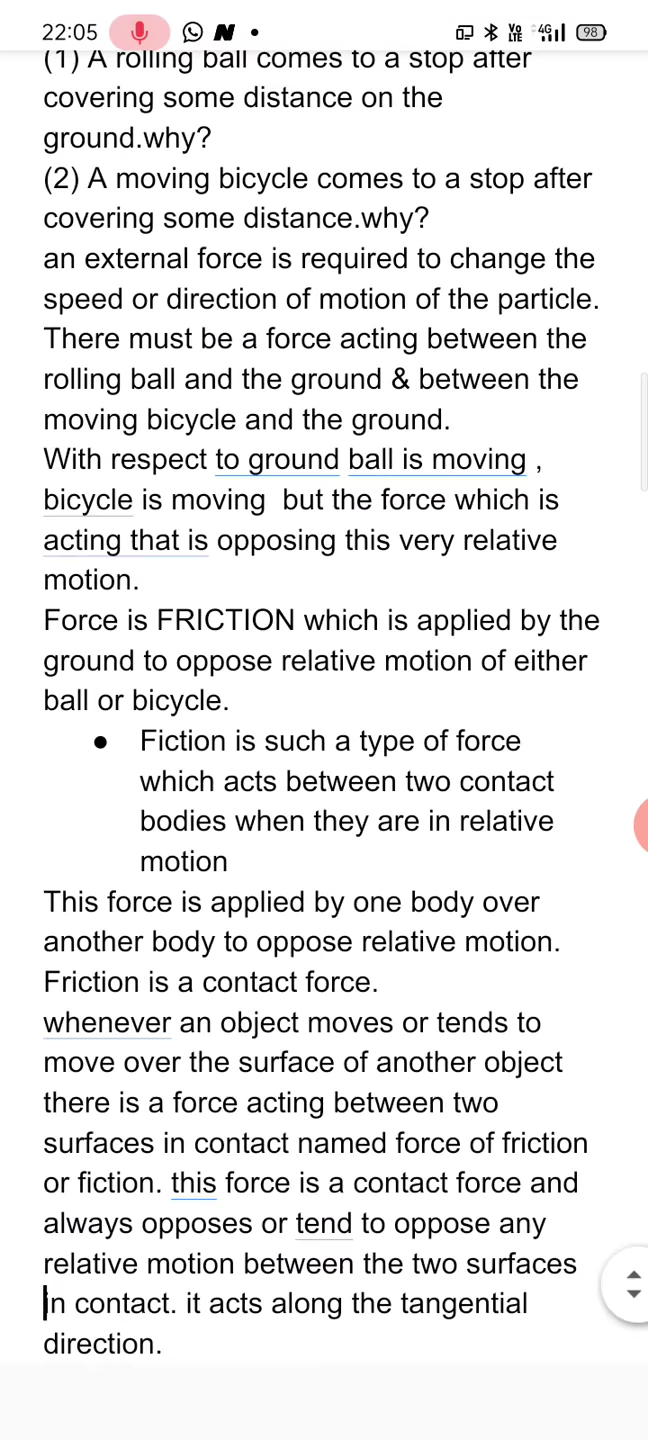 22:05 VO LTE 4G 98
(1) A rolling ball comes to a stop after
covering some distance on the
ground.why?
(2) A moving bicycle comes to a stop after
covering some distance.why?
an external force is required to change the
speed or direction of motion of the particle.
There must be a force acting between the
rolling ball and the ground & between the
moving bicycle and the ground.
With respect to ground ball is moving ,
bicycle is moving  but the force which is
acting that is opposing this very relative
motion.
Force is FRICTION which is applied by the
ground to oppose relative motion of either
ball or bicycle.
● Fiction is such a type of force
which acts between two contact
bodies when they are in relative
motion
This force is applied by one body over
another body to oppose relative motion.
Friction is a contact force.
whenever an object moves or tends to
move over the surface of another object
there is a force acting between two
surfaces in contact named force of friction
or fiction. this force is a contact force and
always opposes or tend to oppose any
relative motion between the two surfaces
in contact. it acts along the tangential
direction.